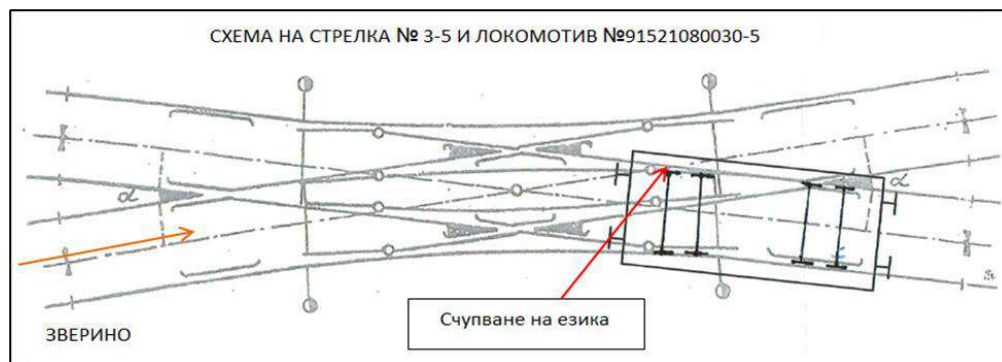 СХЕМА НА СТРЕЛКА № 3-5 И ЛОКОМОТИВ №91521080030-5
α
α
Счупване на езика
ЗВЕРИНО